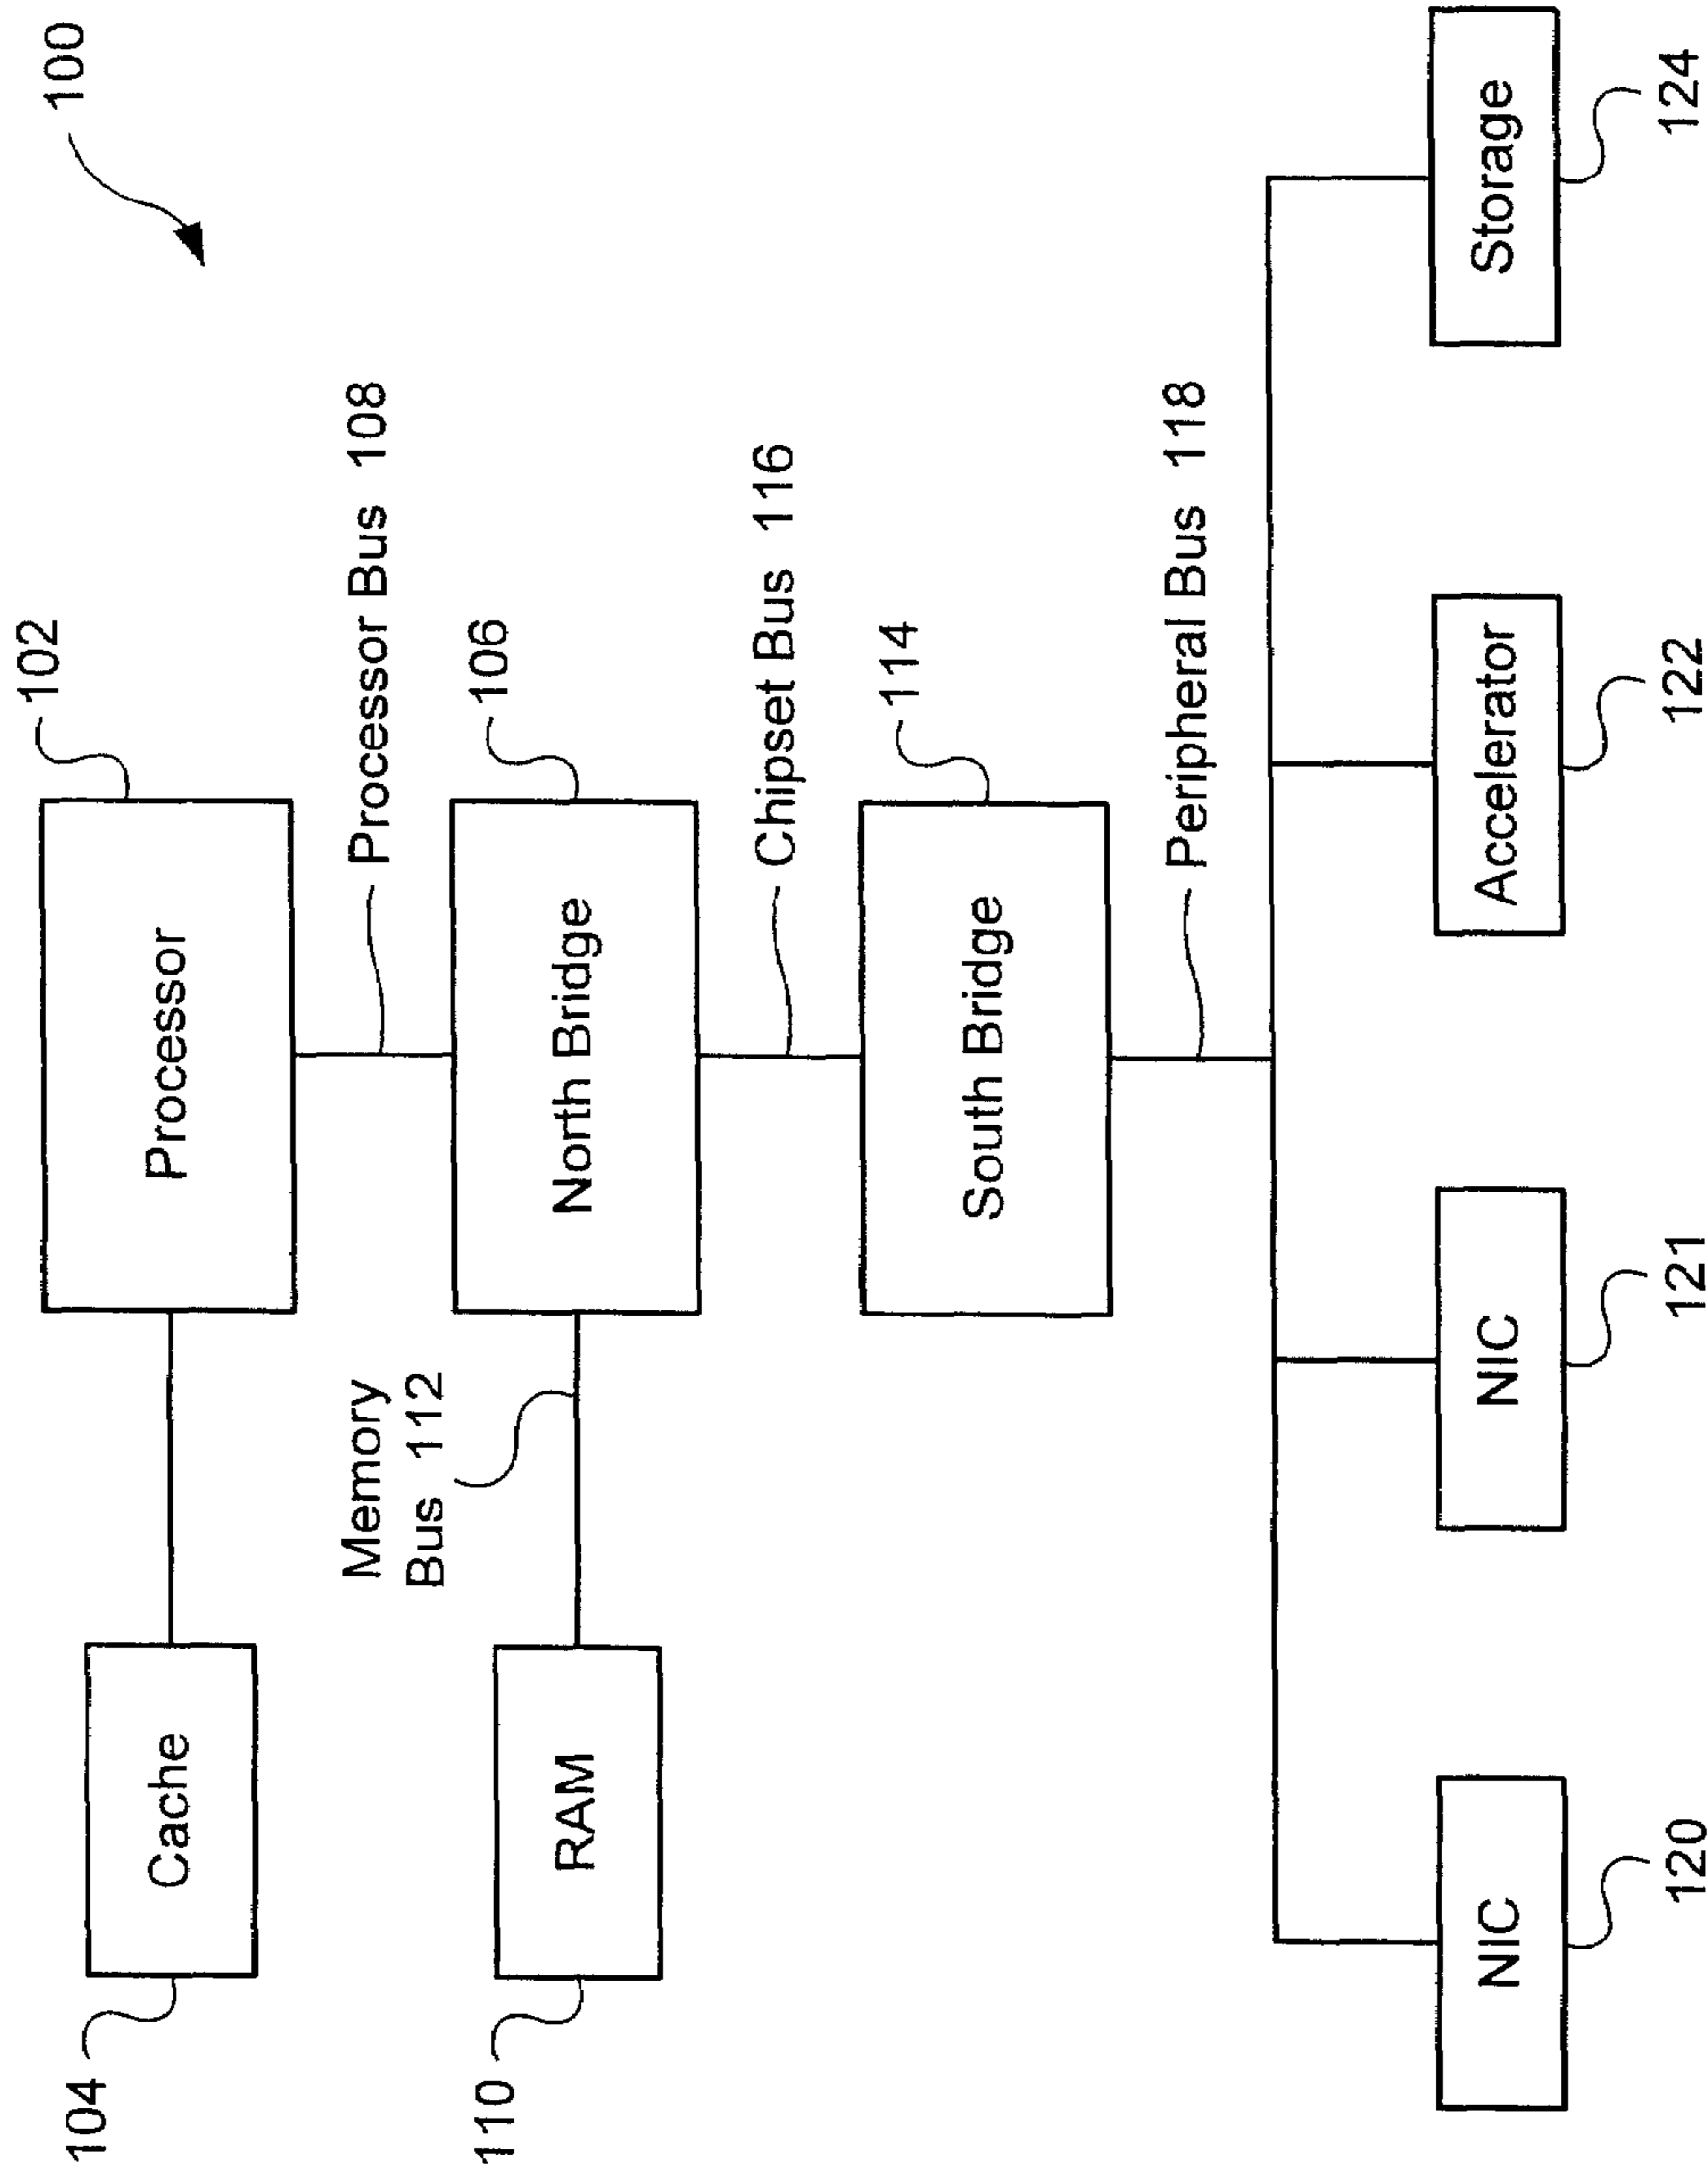 100
102
Processor
Cache
104
Processor Bus 108
106
North Bridge
Memory
Bus 112
RAM
110
Chipset Bus 116
114
South Bridge
Peripheral Bus 118
NIC
120
NIC
121
Accelerator
122
Storage
124